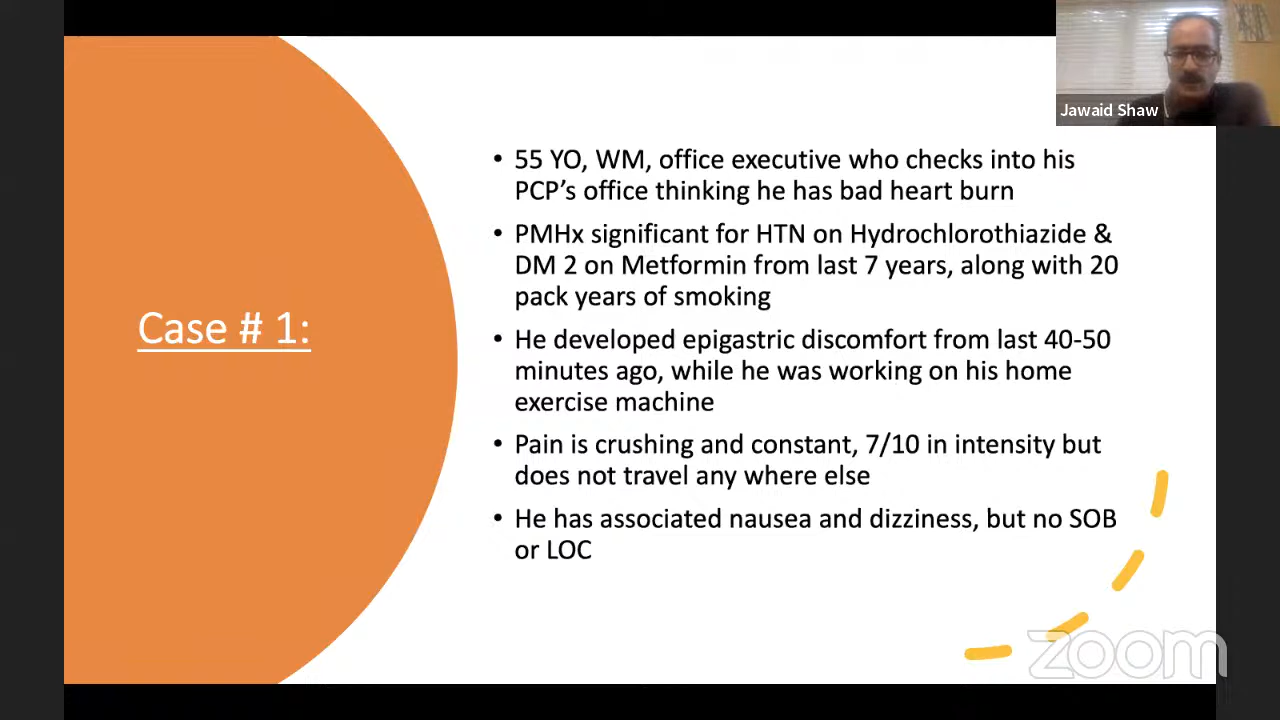 Jawaid Shaw
Case # 1:
• 55 YO, WM, office executive who checks into his
PCP’s office thinking he has bad heart burn
• PMHx significant for HTN on Hydrochlorothiazide &
DM 2 on Metformin from last 7 years, along with 20
pack years of smoking
• He developed epigastric discomfort from last 40-50
minutes ago, while he was working on his home
exercise machine
• Pain is crushing and constant, 7/10 in intensity but
does not travel any where else
• He has associated nausea and dizziness, but no SOB
or LOC
zoom